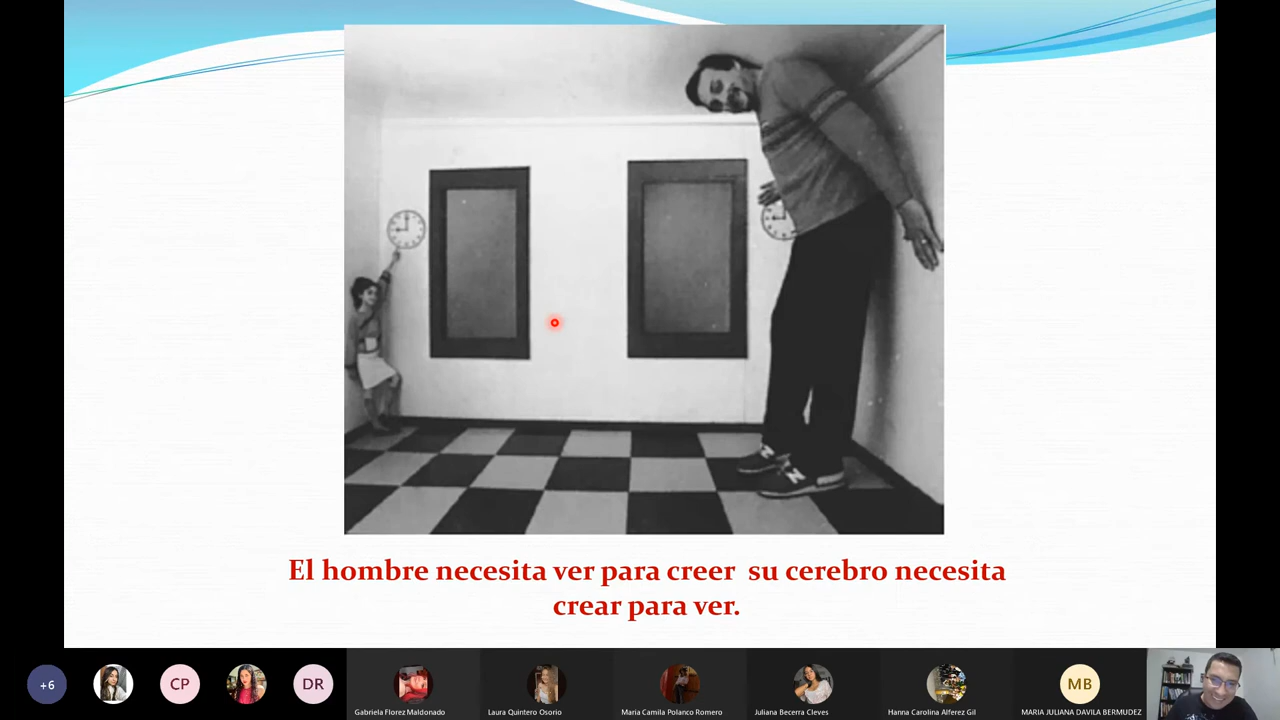 El hombre necesita ver para creer su cerebro necesita
crear para ver.
+6
CP
DR
MB
Gabriela Florez Maldonado
Laura Quintero Osorio
Maria Camila Polanco Romero
Juliana Becerra Cleves
Hanna Carolina Alferez Gil
MARIA JULIANA DAVILA BERMUDEZ